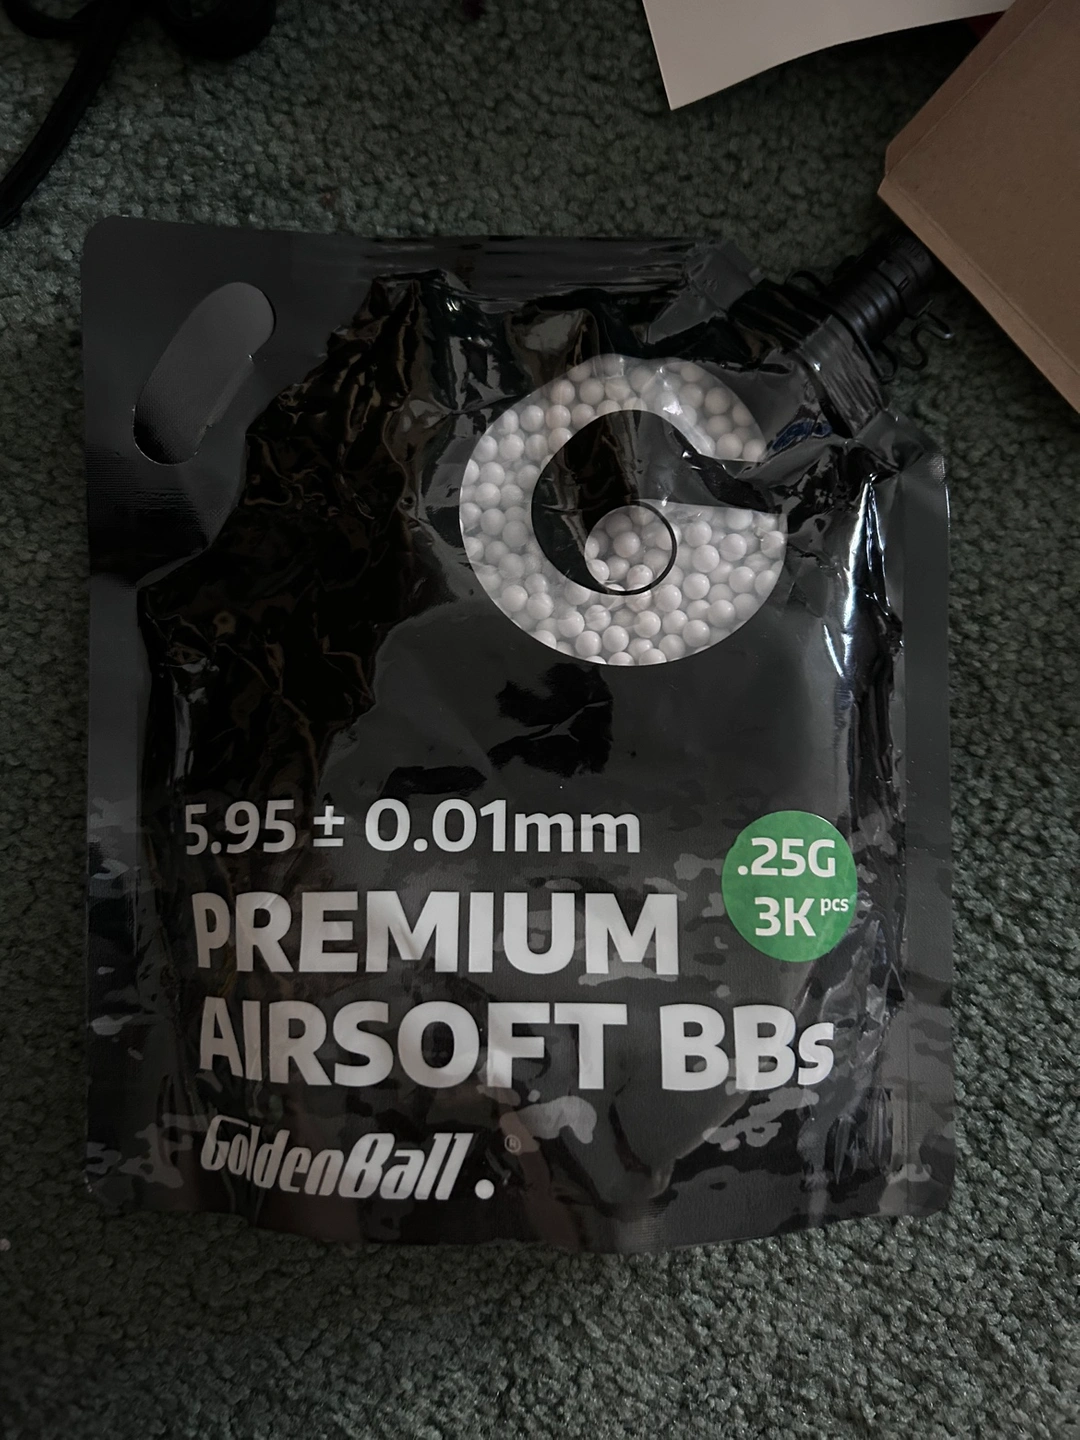 5.95 ± 0.01mm
PREMIUM
AIRSOFT BBs
.25G
3K pcs
GoldenBall.®